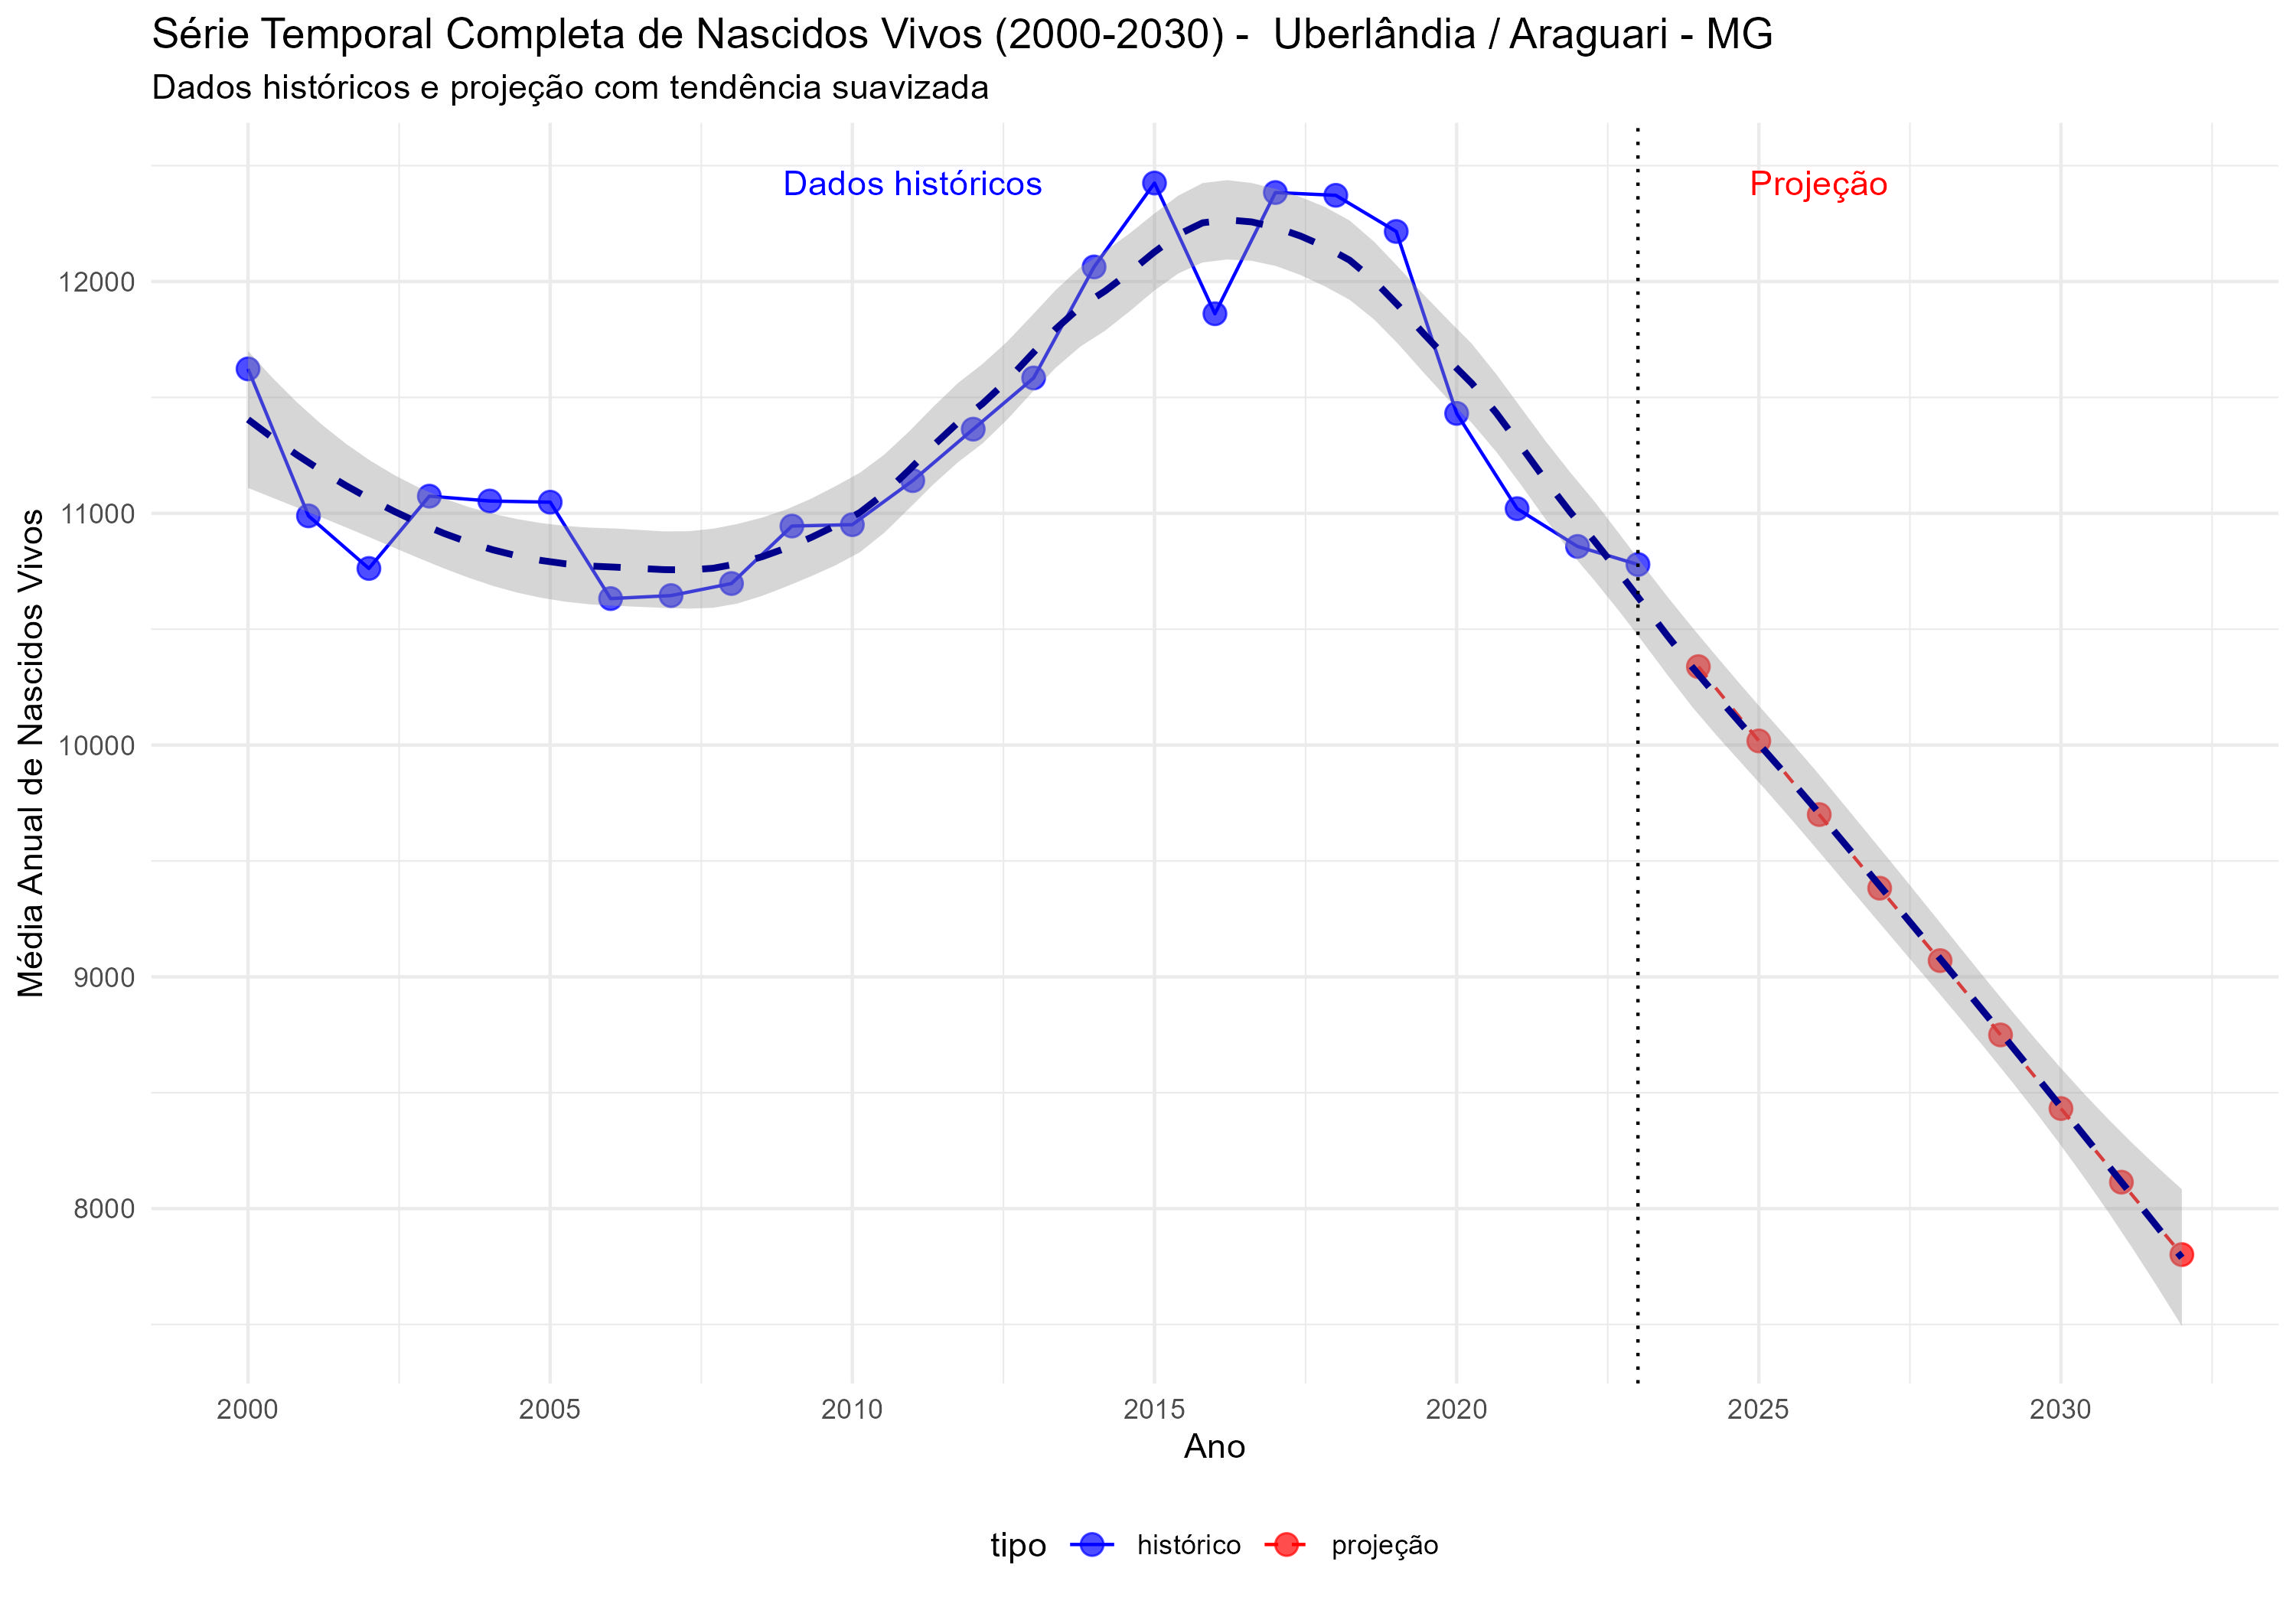 Série Temporal Completa de Nascidos Vivos (2000-2030) -  Uberlândia / Araguari - MG
Dados históricos e projeção com tendência suavizada
Dados históricos
Projeção
Média Anual de Nascidos Vivos
12000
11000
10000
9000
8000
2000 2005 2010 2015 2020 2025 2030
Ano
tipo histórico projeção